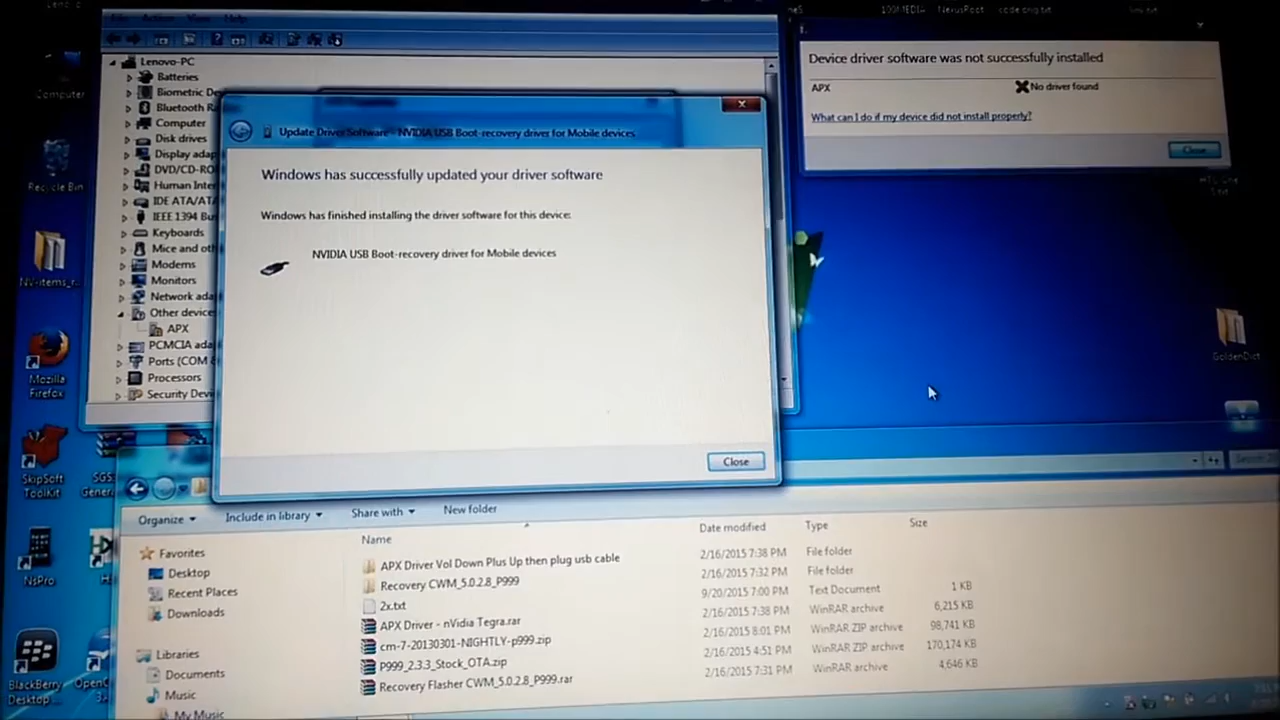 File Action View Help
100MEDIA NexusRoot
Lenovo-PC
Batteries
Biometric De
Bluetooth R
Computer
Disk drives
Display adap
DVD/CD-RO
Human Inter
IDE ATA/ATA
IEEE 1394 Bu
Keyboards
Mice and oth
Modems
Monitors
Network ada
Other device
APX
PCMCIA ada
Ports (COM &
Processors
Security Devi
Update Driver Software - NVIDIA USB Boot-recovery driver for Mobile devices
Windows has successfully updated your driver software
Windows has finished installing the driver software for this device:
NVIDIA USB Boot-recovery driver for Mobile devices
Close
Device driver software was not successfully installed
APX No driver found
What can I do if my device did not install properly?
Close
Computer
Recycle Bin
NV-items_r...
Mozilla
Firefox
SkipSoft
ToolKit
NsPro
BlackBerry
Desktop...
GoldenDict
Organize Include in library Share with New folder
Favorites
Desktop
Recent Places
Downloads
Libraries
Documents
Music
My Music
Name Date modified Type Size
APX Driver Vol Down Plus Up then plug usb cable 2/16/2015 7:38 PM File folder
Recovery CWM_5.0.2.8_P999 2/16/2015 7:32 PM File folder
2x.txt 9/20/2015 7:00 PM Text Document 1 KB
APX Driver - nVidia Tegra.rar 2/16/2015 7:38 PM WinRAR archive 6,215 KB
cm-7-20130301-NIGHTLY-p999.zip 2/16/2015 8:01 PM WinRAR ZIP archive 98,741 KB
P999_2.3.3_Stock_OTA.zip 2/16/2015 4:51 PM WinRAR ZIP archive 170,174 KB
Recovery Flasher CWM_5.0.2.8_P999.rar 2/16/2015 7:31 PM WinRAR archive 4,646 KB